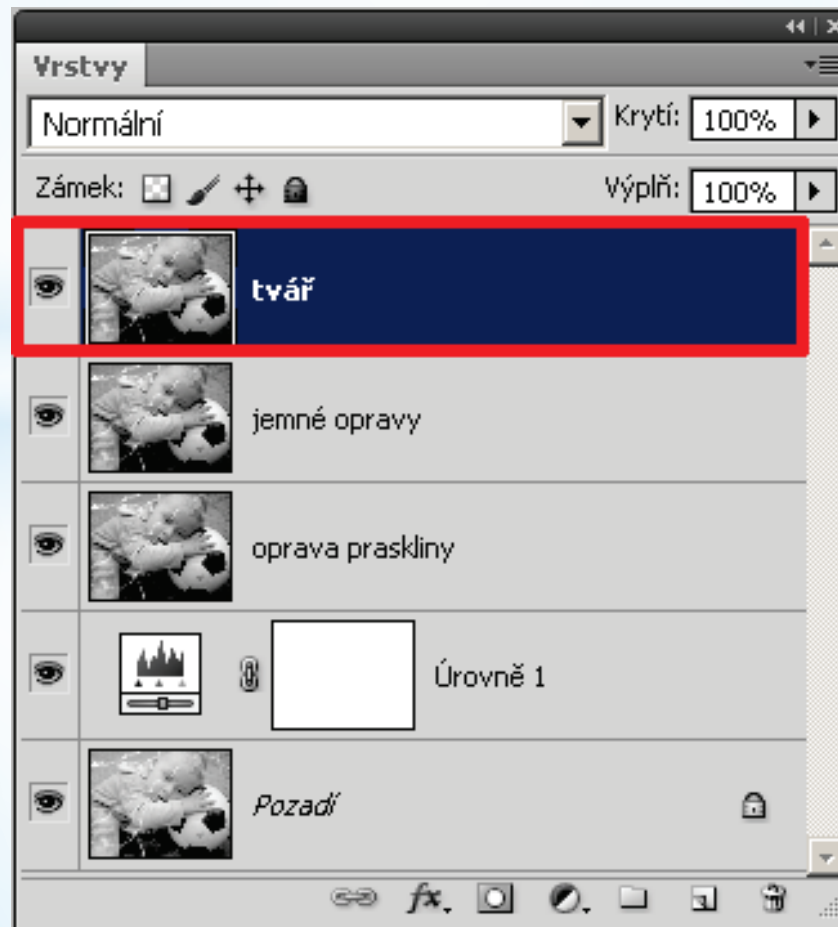 Vrstvy
Normální Krytí: 100%
Zámek: Výplň: 100%
tvář
jemné opravy
oprava praskliny
Úrovně 1
Pozadí
fx.